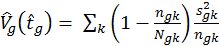 V̂_g(t̂_g) = Σ_k (1 − n_gk / N_gk) s²_gk / n_gk